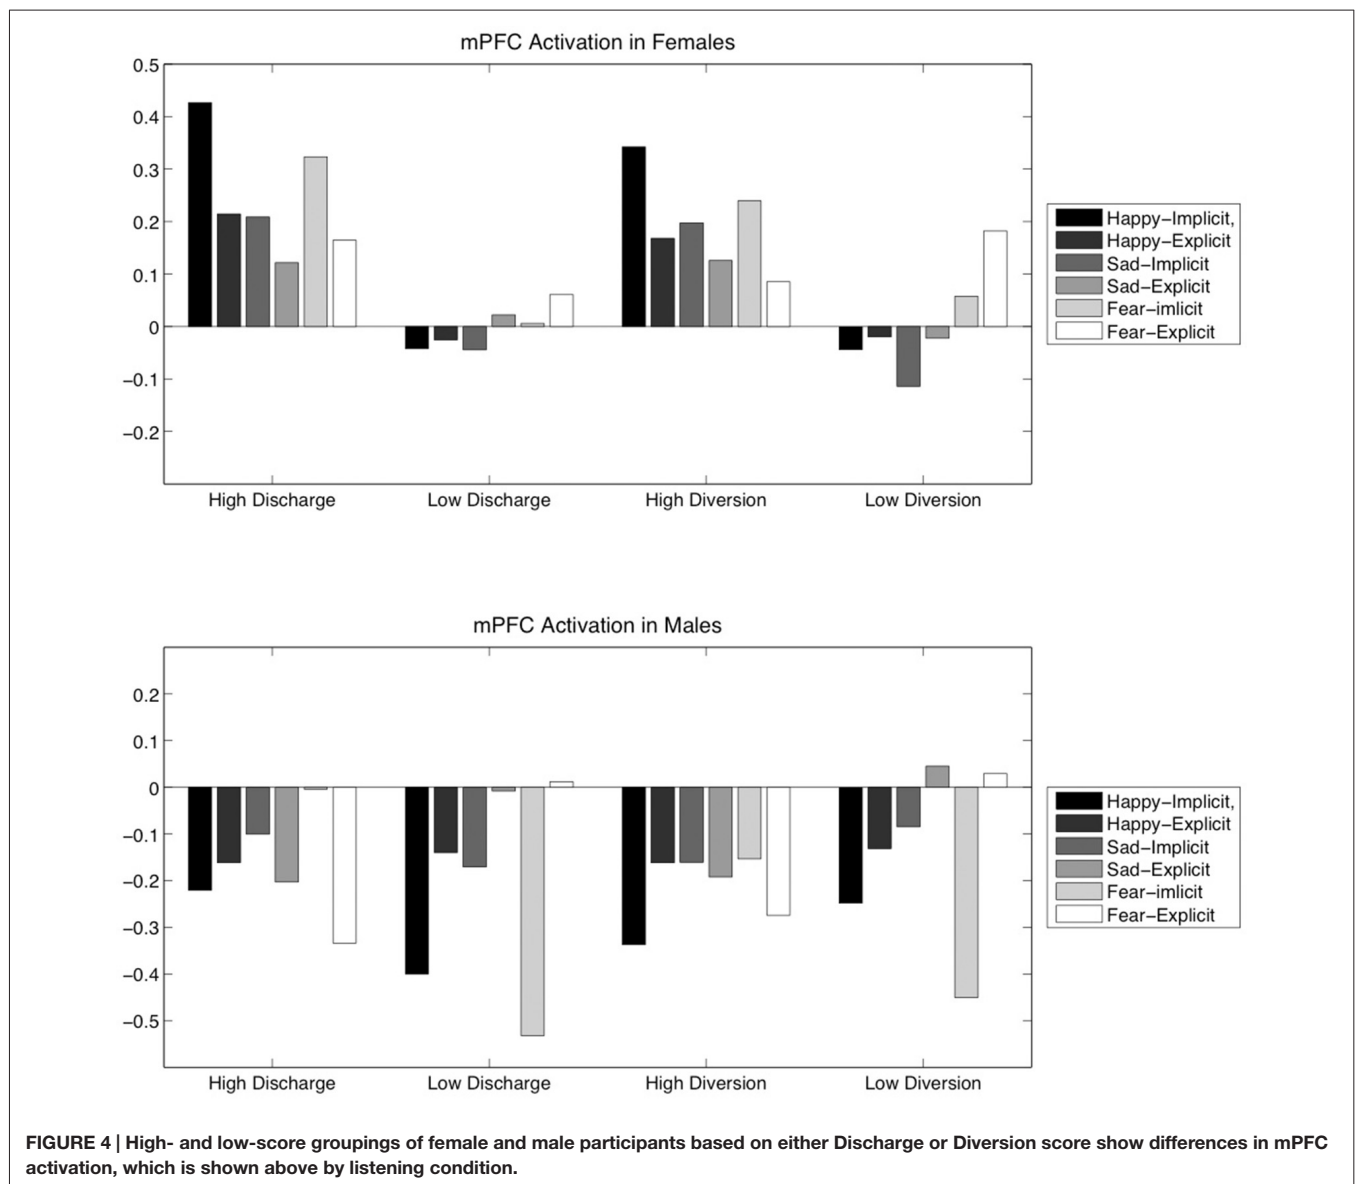 mPFC Activation in Females
0.5
0.4
0.3
0.2
0.1
0
−0.1
−0.2
High Discharge Low Discharge High Diversion Low Diversion
Happy−Implicit,
Happy−Explicit
Sad−Implicit
Sad−Explicit
Fear−imlicit
Fear−Explicit
mPFC Activation in Males
0.2
0.1
0
−0.1
−0.2
−0.3
−0.4
−0.5
High Discharge Low Discharge High Diversion Low Diversion
Happy−Implicit,
Happy−Explicit
Sad−Implicit
Sad−Explicit
Fear−imlicit
Fear−Explicit
FIGURE 4 | High- and low-score groupings of female and male participants based on either Discharge or Diversion score show differences in mPFC
activation, which is shown above by listening condition.